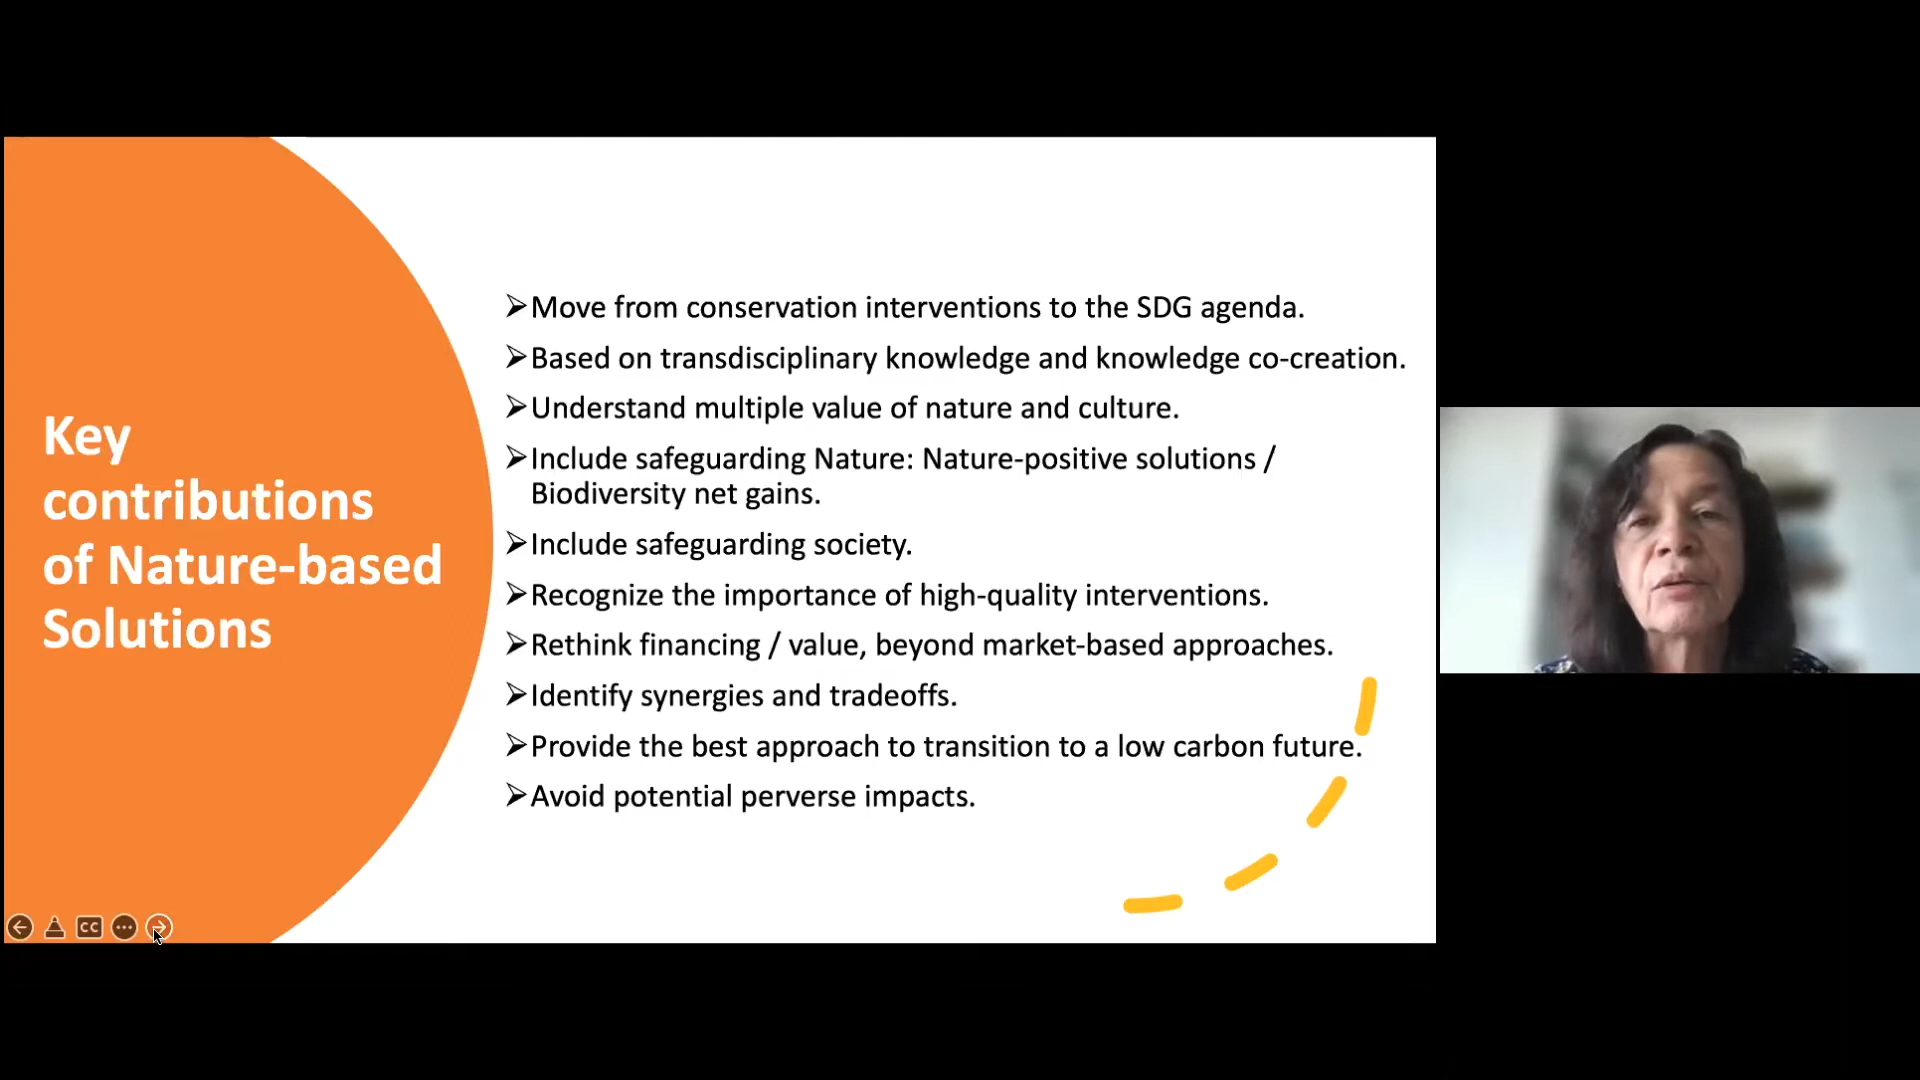 Key
contributions
of Nature-based
Solutions
Move from conservation interventions to the SDG agenda.
Based on transdisciplinary knowledge and knowledge co-creation.
Understand multiple value of nature and culture.
Include safeguarding Nature: Nature-positive solutions /
Biodiversity net gains.
Include safeguarding society.
Recognize the importance of high-quality interventions.
Rethink financing / value, beyond market-based approaches.
Identify synergies and tradeoffs.
Provide the best approach to transition to a low carbon future.
Avoid potential perverse impacts.
CC